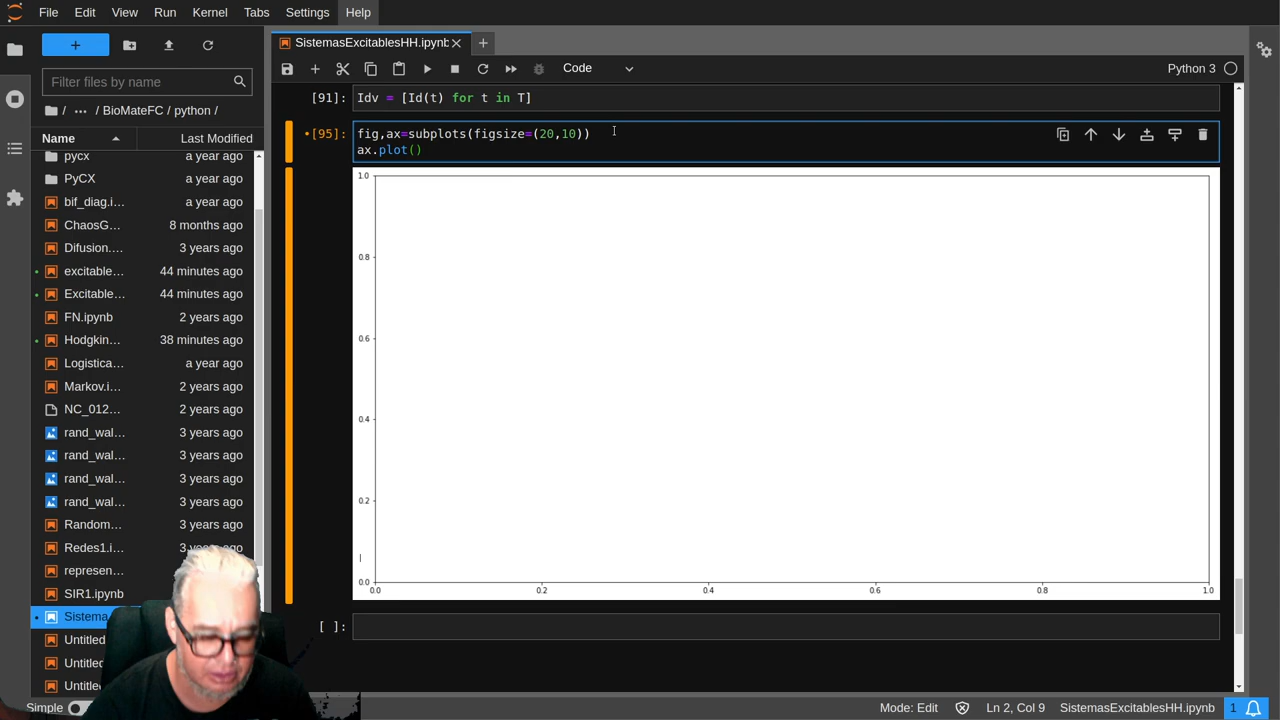 File Edit View Run Kernel Tabs Settings Help
SistemasExcitablesHH.ipynb
Filter files by name
/ ... / BioMateFC / python /
Code
Python 3
Name Last Modified
pycx a year ago
PyCX a year ago
bif_diag.i... a year ago
ChaosG... 8 months ago
Difusion.... 3 years ago
excitable... 44 minutes ago
Excitable... 44 minutes ago
FN.ipynb 2 years ago
Hodgkin... 38 minutes ago
Logistica... a year ago
Markov.i... 2 years ago
NC_012... 2 years ago
rand_wal... 3 years ago
rand_wal... 3 years ago
rand_wal... 3 years ago
rand_wal... 3 years ago
Random... 3 years ago
Redes1.i... 3 years ago
represen...
SIR1.ipynb
Sistema
Untitled
Untitled
Untitled
[91]: Idv = [Id(t) for t in T]
•[95]: fig,ax=subplots(figsize=(20,10))
ax.plot()
1.0
0.8
0.6
0.4
0.2
0.0
0.0 0.2 0.4 0.6 0.8 1.0
[ ]:
Simple
Mode: Edit Ln 2, Col 9 SistemasExcitablesHH.ipynb 1